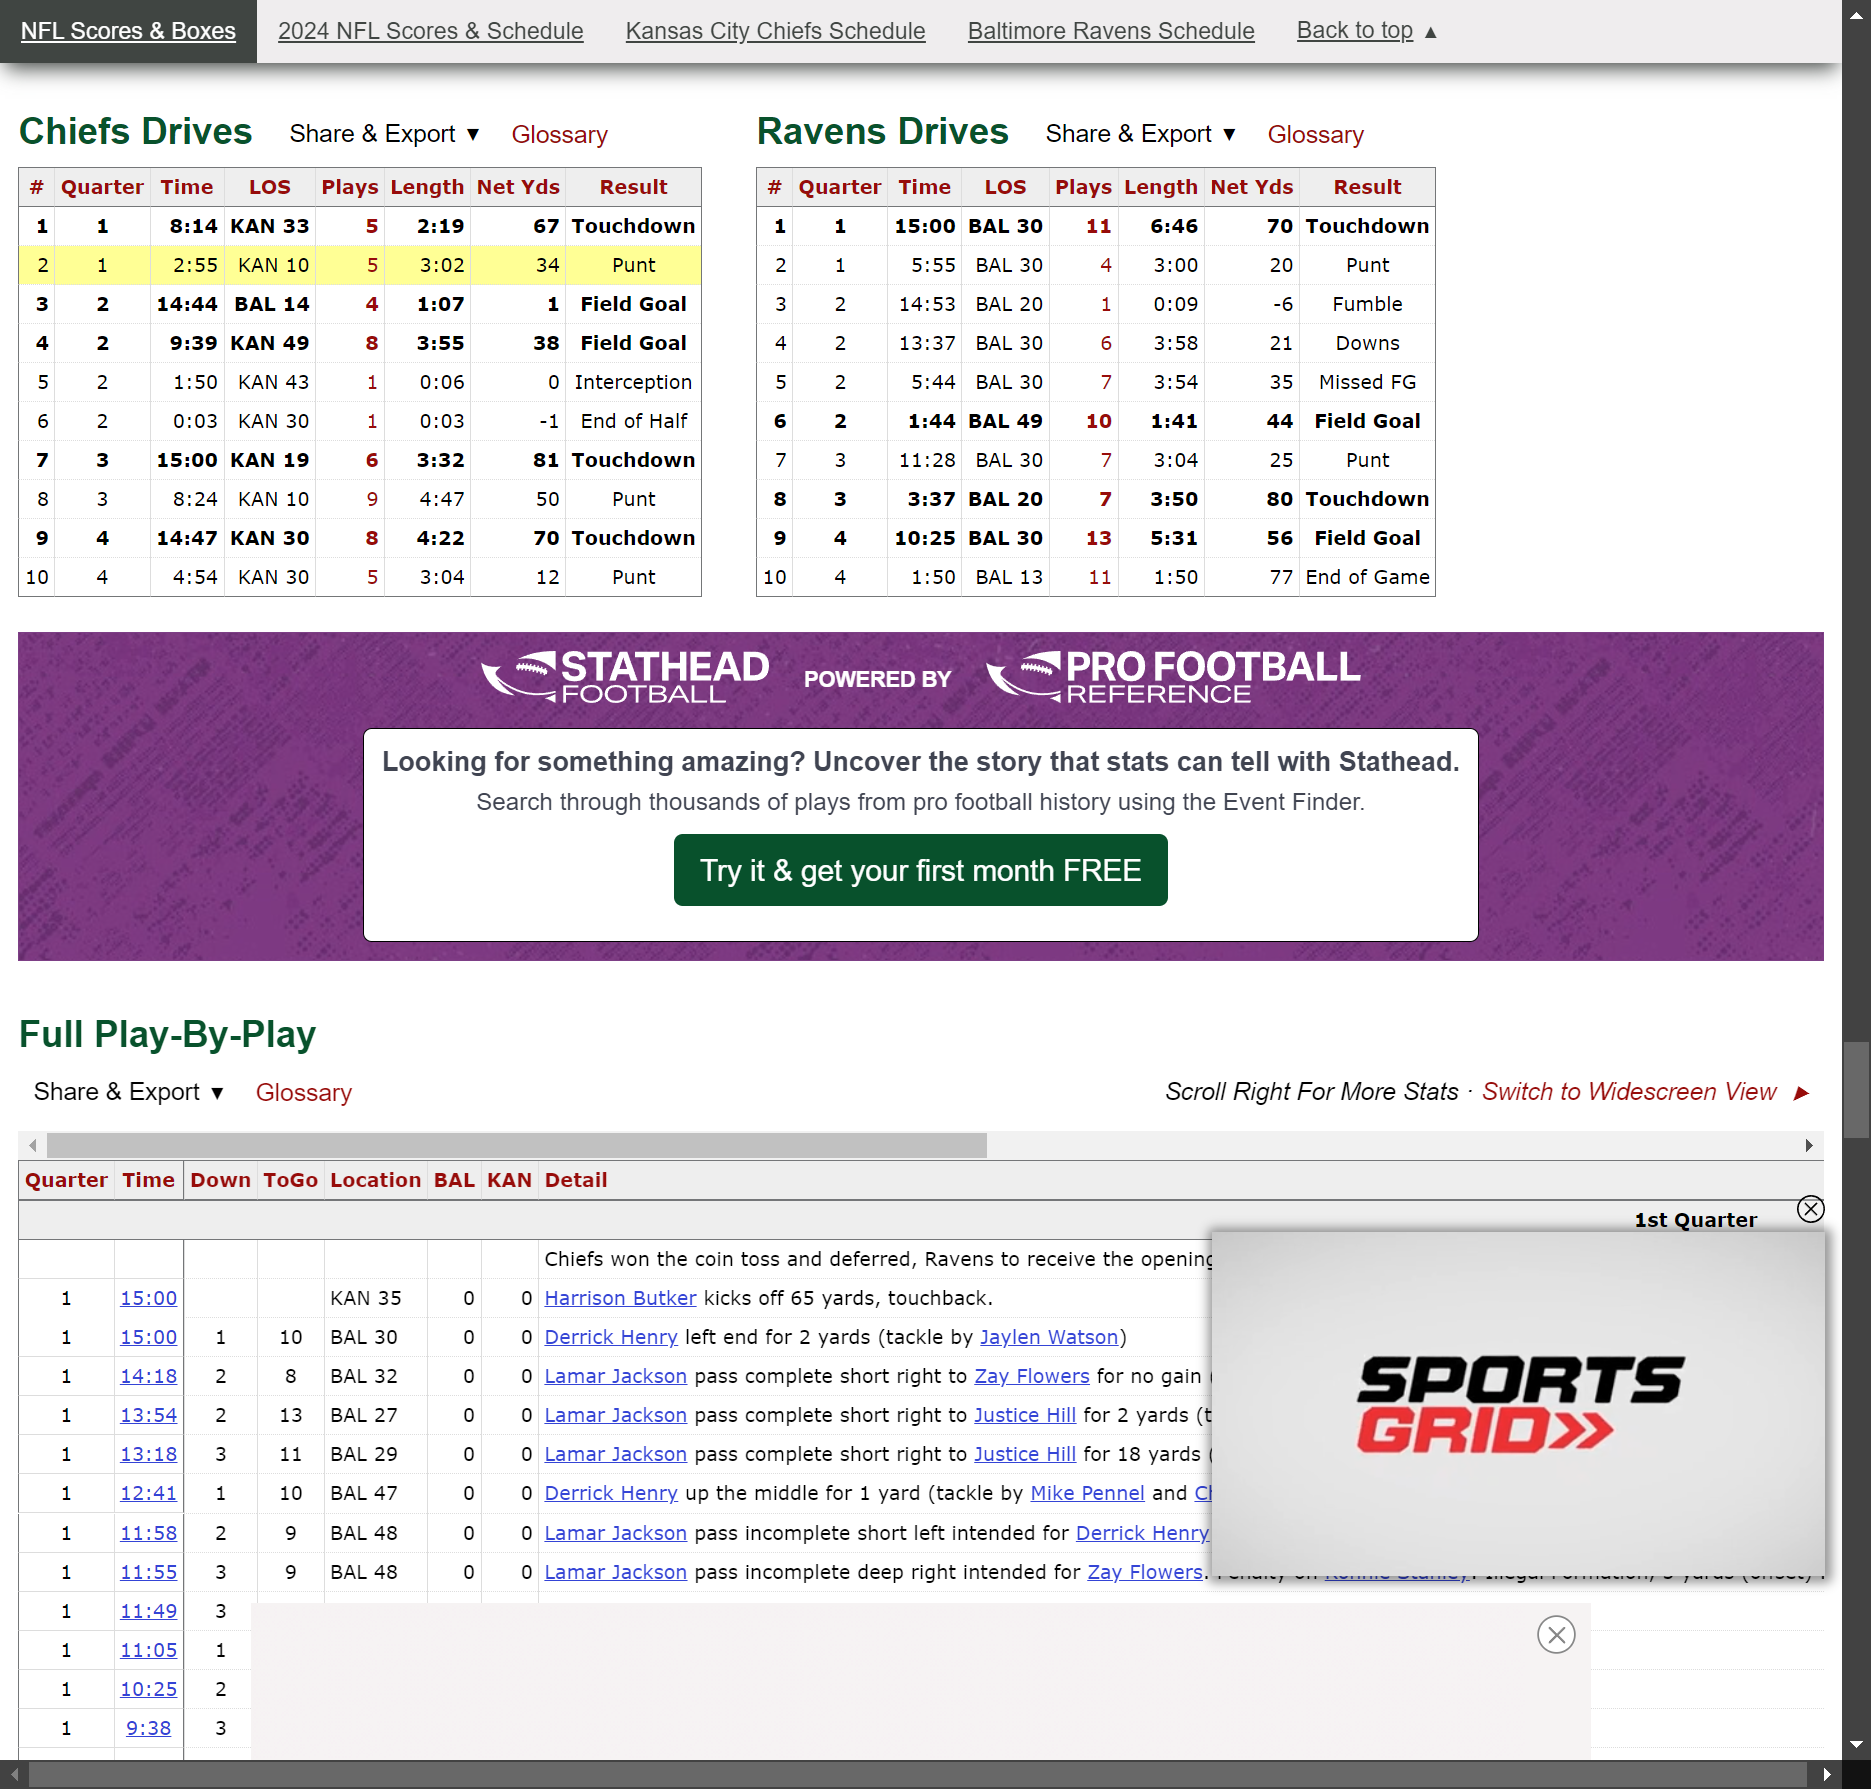 NFL Scores & Boxes 2024 NFL Scores & Schedule Kansas City Chiefs Schedule Baltimore Ravens Schedule Back to top ▲
Chiefs Drives Share & Export ▼ Glossary
# Quarter Time LOS Plays Length Net Yds Result
1 1 8:14 KAN 33 5 2:19 67 Touchdown
2 1 2:55 KAN 10 5 3:02 34 Punt
3 2 14:44 BAL 14 4 1:07 1 Field Goal
4 2 9:39 KAN 49 8 3:55 38 Field Goal
5 2 1:50 KAN 43 1 0:06 0 Interception
6 2 0:03 KAN 30 1 0:03 -1 End of Half
7 3 15:00 KAN 19 6 3:32 81 Touchdown
8 3 8:24 KAN 10 9 4:47 50 Punt
9 4 14:47 KAN 30 8 4:22 70 Touchdown
10 4 4:54 KAN 30 5 3:04 12 Punt
Ravens Drives Share & Export ▼ Glossary
# Quarter Time LOS Plays Length Net Yds Result
1 1 15:00 BAL 30 11 6:46 70 Touchdown
2 1 5:55 BAL 30 4 3:00 20 Punt
3 2 14:53 BAL 20 1 0:09 -6 Fumble
4 2 13:37 BAL 30 6 3:58 21 Downs
5 2 5:44 BAL 30 7 3:54 35 Missed FG
6 2 1:44 BAL 49 10 1:41 44 Field Goal
7 3 11:28 BAL 30 7 3:04 25 Punt
8 3 3:37 BAL 20 7 3:50 80 Touchdown
9 4 10:25 BAL 30 13 5:31 56 Field Goal
10 4 1:50 BAL 13 11 1:50 77 End of Game
STATHEAD FOOTBALL POWERED BY PRO FOOTBALL REFERENCE
Looking for something amazing? Uncover the story that stats can tell with Stathead.
Search through thousands of plays from pro football history using the Event Finder.
Try it & get your first month FREE
Full Play-By-Play
Share & Export ▼ Glossary
Scroll Right For More Stats · Switch to Widescreen View ►
Quarter Time Down ToGo Location BAL KAN Detail
1st Quarter
Chiefs won the coin toss and deferred, Ravens to receive the opening
1 15:00 KAN 35 0 0 Harrison Butker kicks off 65 yards, touchback.
1 15:00 1 10 BAL 30 0 0 Derrick Henry left end for 2 yards (tackle by Jaylen Watson)
1 14:18 2 8 BAL 32 0 0 Lamar Jackson pass complete short right to Zay Flowers for no gain
1 13:54 2 13 BAL 27 0 0 Lamar Jackson pass complete short right to Justice Hill for 2 yards
1 13:18 3 11 BAL 29 0 0 Lamar Jackson pass complete short right to Justice Hill for 18 yards
1 12:41 1 10 BAL 47 0 0 Derrick Henry up the middle for 1 yard (tackle by Mike Pennel and
1 11:58 2 9 BAL 48 0 0 Lamar Jackson pass incomplete short left intended for Derrick Henry
1 11:55 3 9 BAL 48 0 0 Lamar Jackson pass incomplete deep right intended for Zay Flowers.
1 11:49 3
1 11:05 1
1 10:25 2
1 9:38 3
SPORTS
GRID